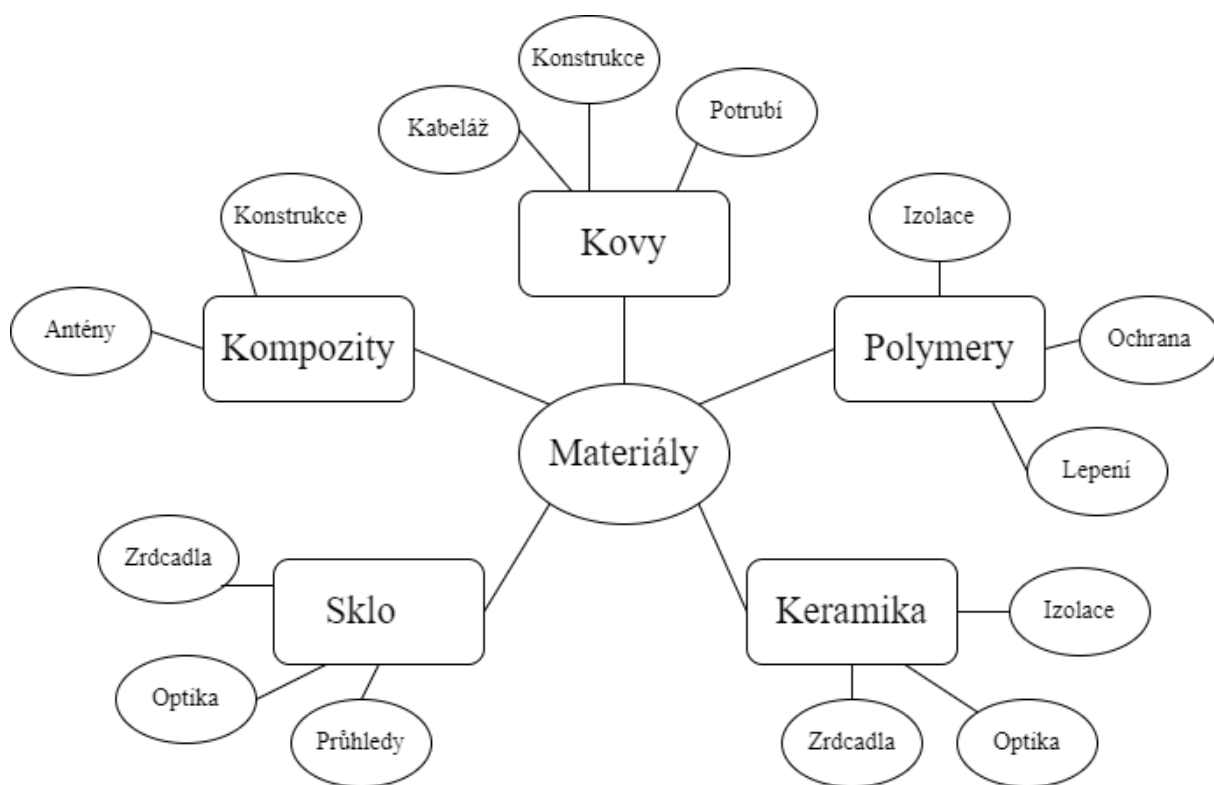 Konstrukce
Kabeláž
Potrubí
Kovy
Konstrukce
Antény
Kompozity
Izolace
Ochrana
Lepení
Polymery
Materiály
Zrdcadla
Optika
Průhledy
Sklo
Keramika
Izolace
Zrdcadla
Optika